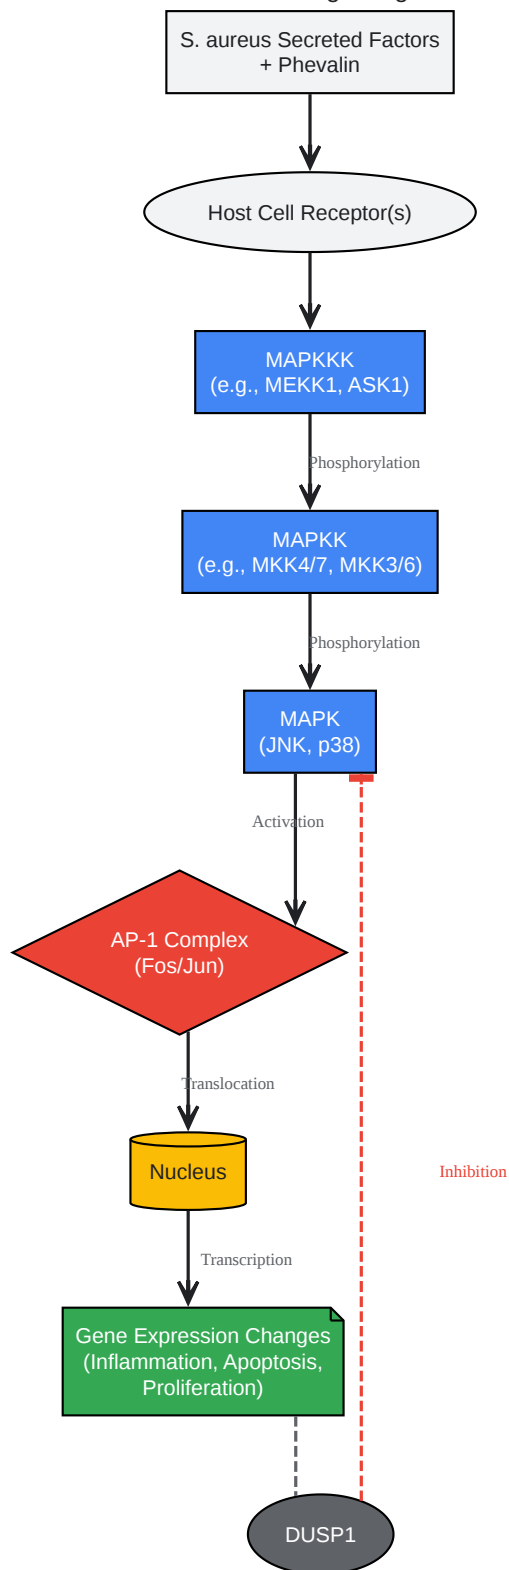 S. aureus Secreted Factors
+ Phevalin
Host Cell Receptor(s)
MAPKKK
(e.g., MEKK1, ASK1)
Phosphorylation
MAPKK
(e.g., MKK4/7, MKK3/6)
Phosphorylation
MAPK
(JNK, p38)
Activation
AP-1 Complex
(Fos/Jun)
Translocation
Nucleus
Inhibition
Transcription
Gene Expression Changes
(Inflammation, Apoptosis,
Proliferation)
DUSP1